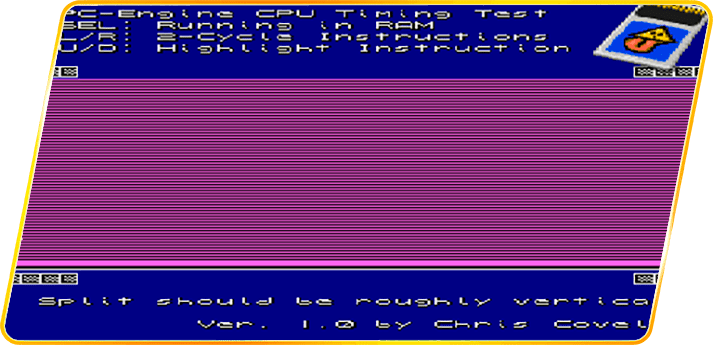 PC-Engine CPU Timing Test
SEL: Running in RAM
L/R: 2-Cycle Instructions
U/D: Highlight Instruction
Split should be roughly vertica
Ver. 1.0 by Chris Covel